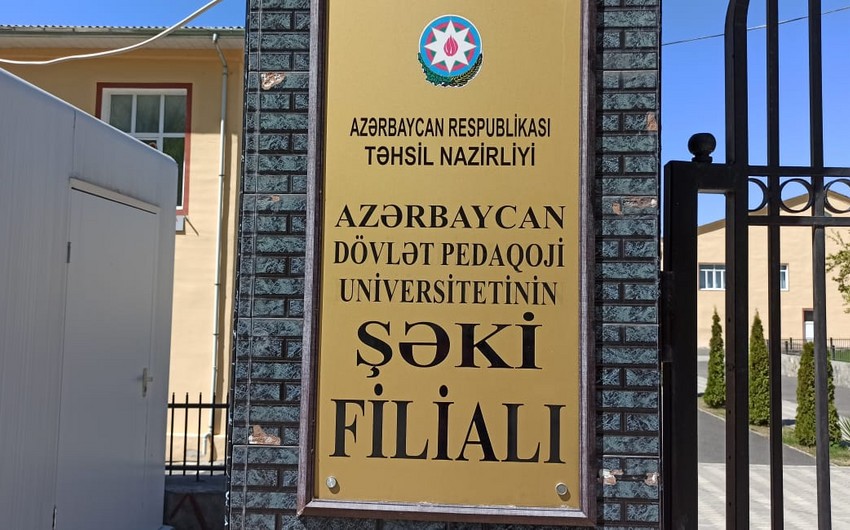 AZƏRBAYCAN RESPUBLİKASI
TƏHSİL NAZİRLİYİ
AZƏRBAYCAN
DÖVLƏT PEDAQOJİ
UNİVERSİTETİNİN
ŞƏKİ
FİLİALI